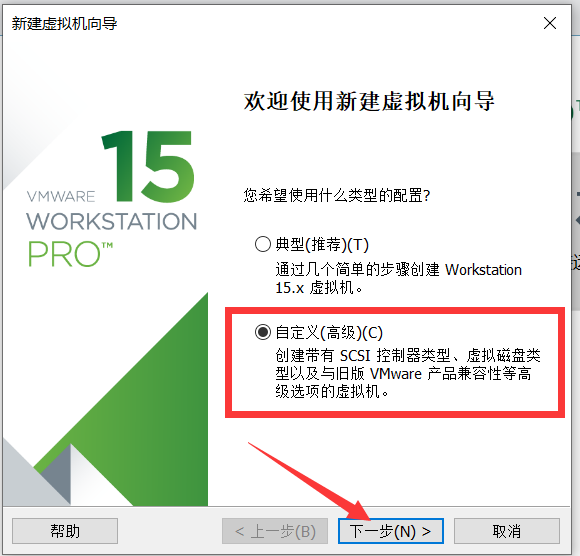 新建虚拟机向导
欢迎使用新建虚拟机向导
15
VMWARE
WORKSTATION
PRO™
您希望使用什么类型的配置?
典型(推荐)(T)
通过几个简单的步骤创建 Workstation
15.x 虚拟机。
自定义(高级)(C)
创建带有 SCSI 控制器类型、虚拟磁盘类
型以及与旧版 VMware 产品兼容性等高
级选项的虚拟机。
帮助
< 上一步(B)
下一步(N) >
取消